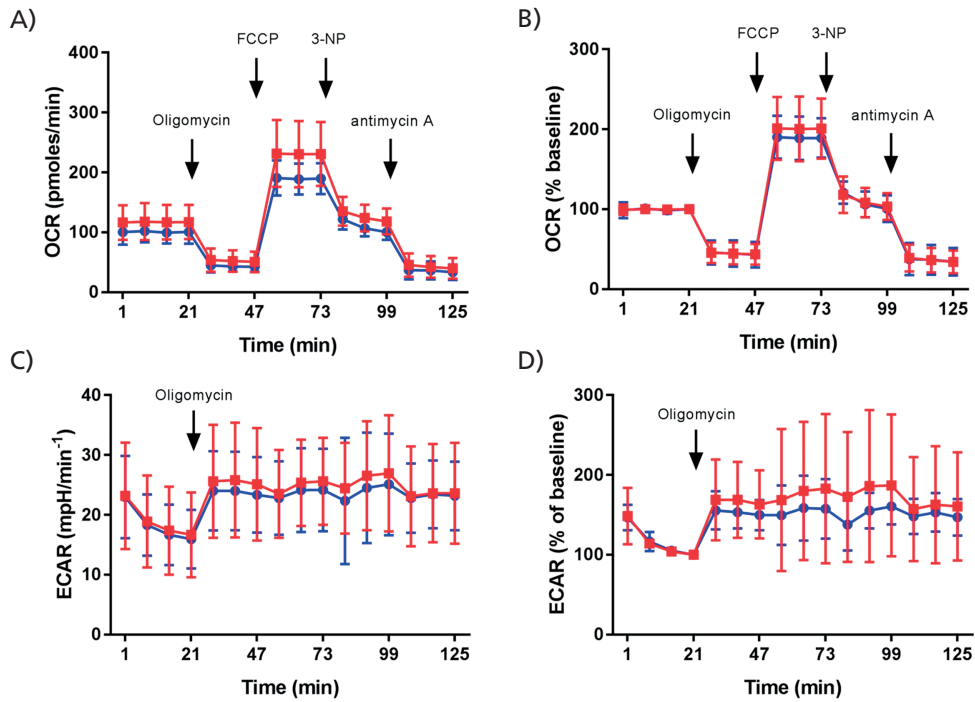 A)
FCCP
3-NP
Oligomycin
antimycin A
OCR (pmoles/min)
400
300
200
100
0
1
21
47
73
99
125
Time (min)
B)
FCCP
3-NP
Oligomycin
antimycin A
OCR (% baseline)
300
200
100
0
1
21
47
73
99
125
Time (min)
C)
Oligomycin
ECAR (mpH/min⁻¹)
40
30
20
10
0
1
21
47
73
99
125
Time (min)
D)
Oligomycin
ECAR (% of baseline)
300
200
150
100
0
1
21
47
73
99
125
Time (min)